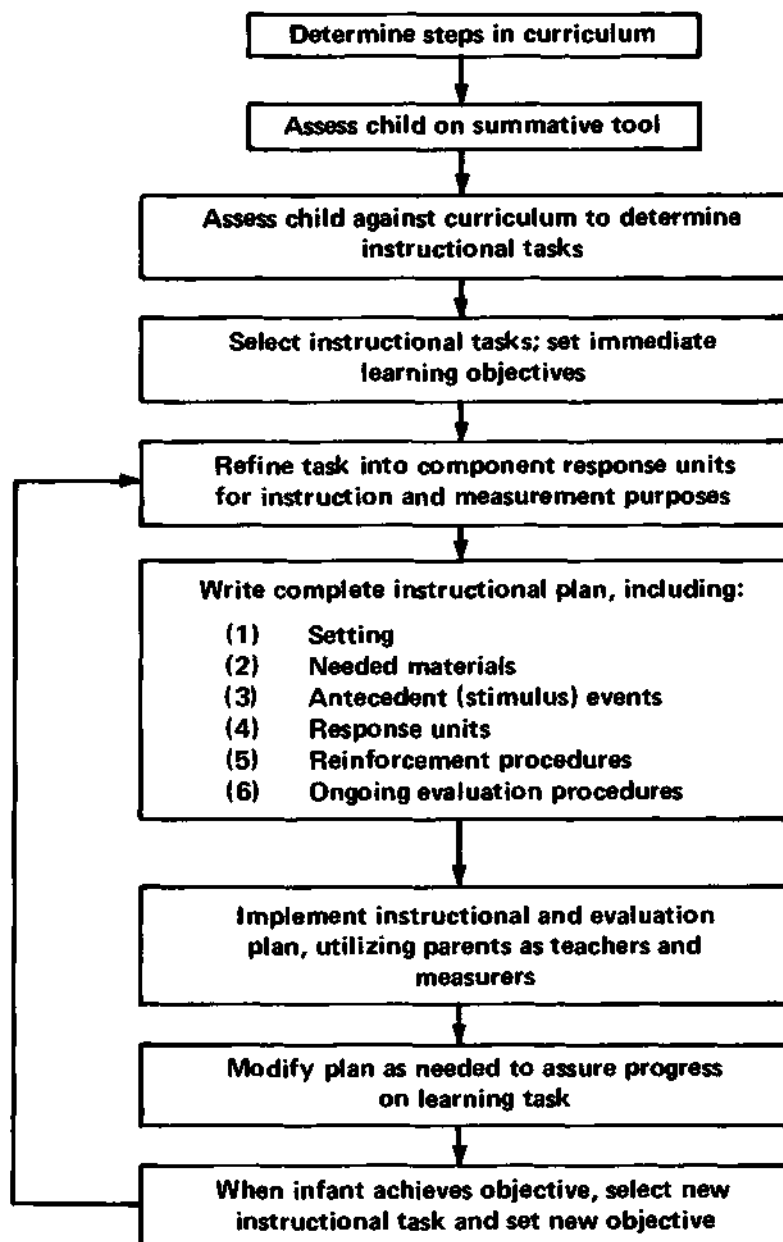 Determine steps in curriculum
Assess child on summative tool
Assess child against curriculum to determine
instructional tasks
Select instructional tasks; set immediate
learning objectives
Refine task into component response units
for instruction and measurement purposes
Write complete instructional plan, including:
(1) Setting
(2) Needed materials
(3) Antecedent (stimulus) events
(4) Response units
(5) Reinforcement procedures
(6) Ongoing evaluation procedures
Implement instructional and evaluation
plan, utilizing parents as teachers and
measurers
Modify plan as needed to assure progress
on learning task
When infant achieves objective, select new
instructional task and set new objective